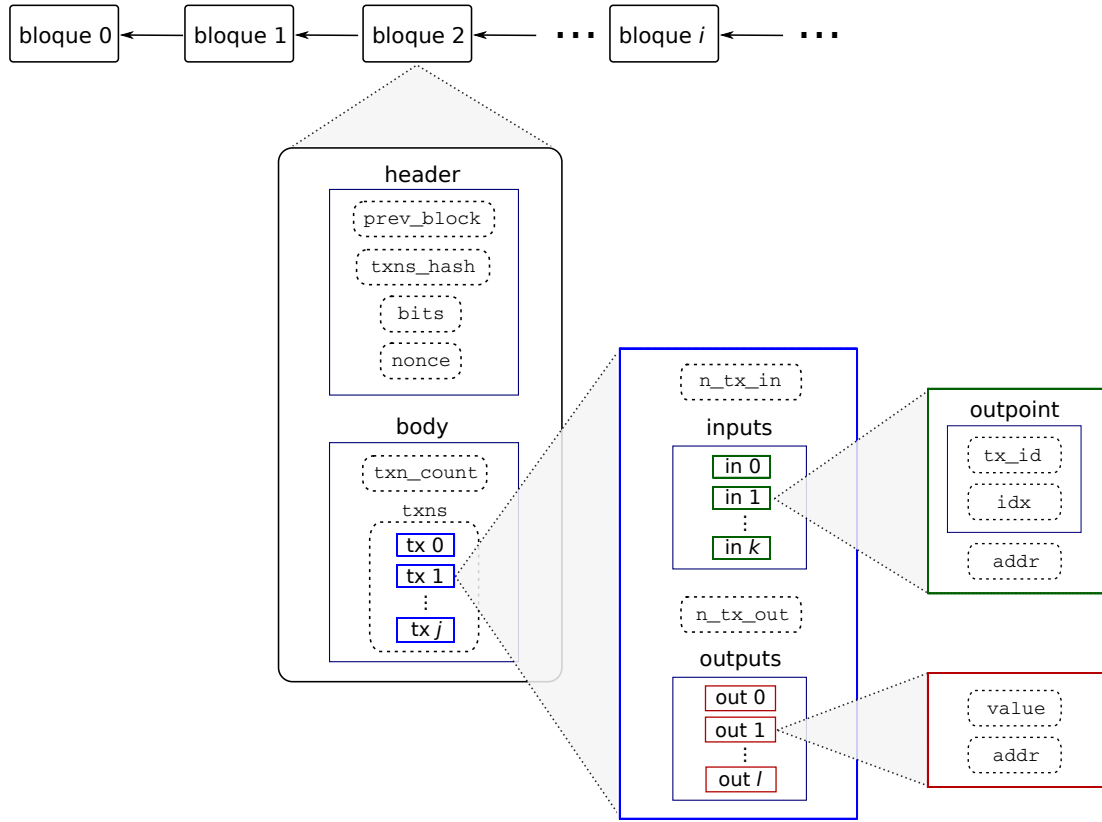 bloque 0
bloque 1
bloque 2
...
bloque i
...
header
prev_block
txns_hash
bits
nonce
body
txn_count
txns
tx 0
tx 1
⋮
tx j
n_tx_in
inputs
in 0
in 1
⋮
in k
n_tx_out
outputs
out 0
out 1
⋮
out l
outpoint
tx_id
idx
addr
value
addr